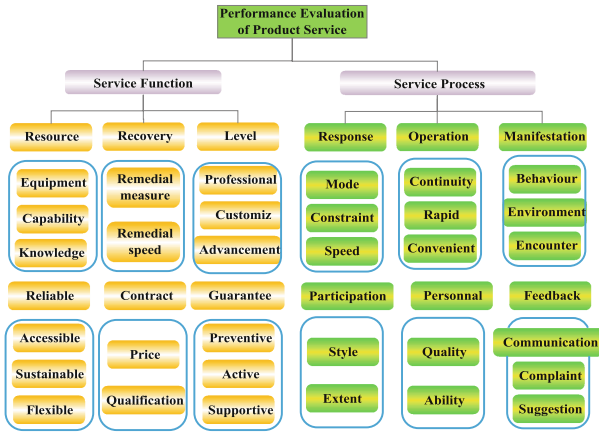 Performance Evaluation
of Product Service
Service Function
Service Process
Resource
Recovery
Level
Response
Operation
Manifestation
Equipment
Capability
Knowledge
Remedial
measure
Remedial
speed
Professional
Customiz
Advancement
Mode
Constraint
Speed
Continuity
Rapid
Convenient
Behaviour
Environment
Encounter
Reliable
Contract
Guarantee
Participation
Personnal
Feedback
Accessible
Sustainable
Flexible
Price
Qualification
Preventive
Active
Supportive
Style
Extent
Quality
Ability
Communication
Complaint
Suggestion